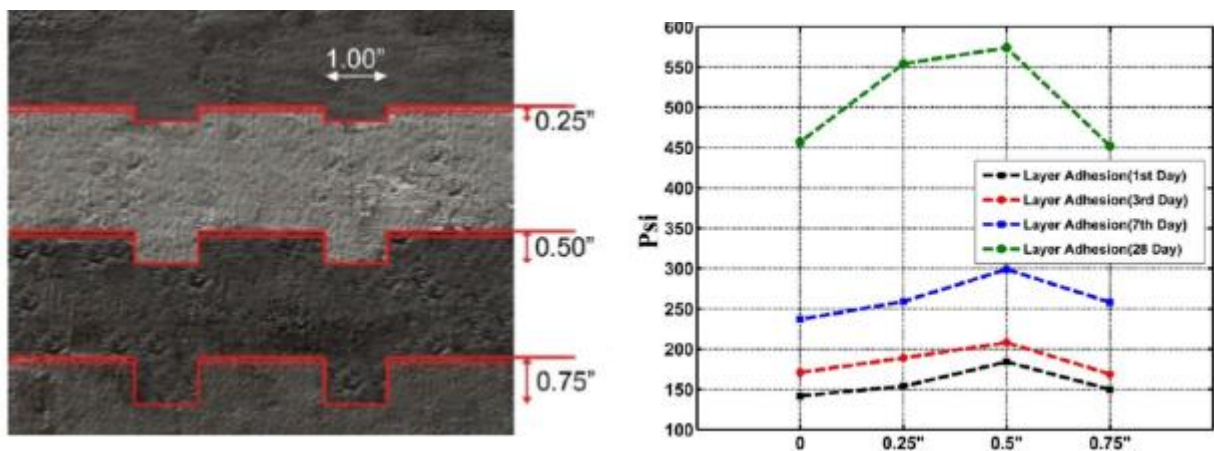 1.00”
0.25”
0.50”
0.75”
600
550
500
450
400
350
300
250
200
150
100
Psi
Layer Adhesion(1st Day)
Layer Adhesion(3rd Day)
Layer Adhesion(7th Day)
Layer Adhesion(28 Day)
0 0.25" 0.5" 0.75"